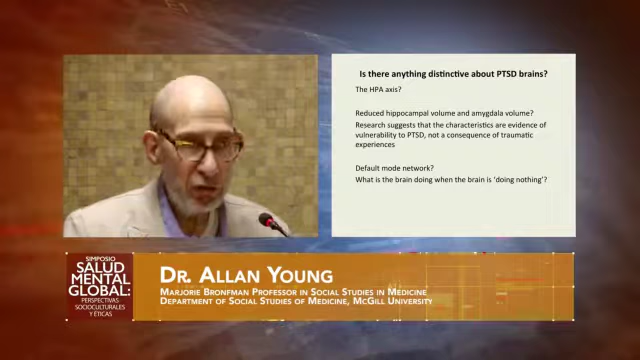 Is there anything distinctive about PTSD brains?
The HPA axis?
Reduced hippocampal volume and amygdala volume?
Research suggests that the characteristics are evidence of
vulnerability to PTSD, not a consequence of traumatic
experiences
Default mode network?
What is the brain doing when the brain is ‘doing nothing’?
SIMPOSIO
SALUD
MENTAL
GLOBAL:
PERSPECTIVAS
SOCIOCULTURALES
Y ÉTICAS
DR. ALLAN YOUNG
MARJORIE BRONFMAN PROFESSOR IN SOCIAL STUDIES IN MEDICINE
DEPARTMENT OF SOCIAL STUDIES OF MEDICINE, MCGILL UNIVERSITY